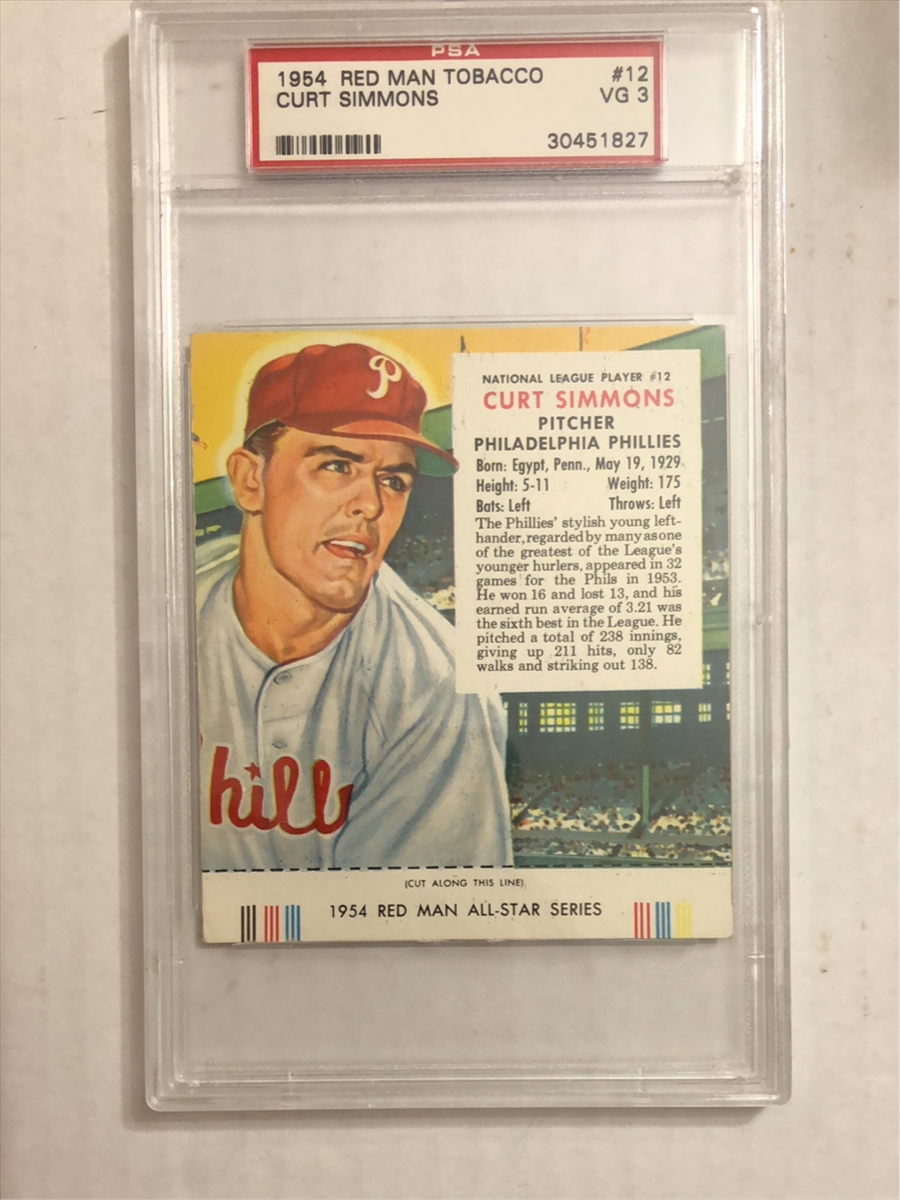 PSA
1954 RED MAN TOBACCO #12
CURT SIMMONS VG 3
30451827
P
NATIONAL LEAGUE PLAYER #12
CURT SIMMONS
PITCHER
PHILADELPHIA PHILLIES
Born: Egypt, Penn., May 19, 1929
Height: 5-11 Weight: 175
Bats: Left Throws: Left
The Phillies' stylish young left-
hander, regarded by many as one
of the greatest of the League's
younger hurlers, appeared in 32
games for the Phils in 1953.
He won 16 and lost 13, and his
earned run average of 3.21 was
the sixth best in the League. He
pitched a total of 238 innings,
giving up 211 hits, only 82
walks and striking out 138.
hill
(CUT ALONG THIS LINE)
1954 RED MAN ALL-STAR SERIES